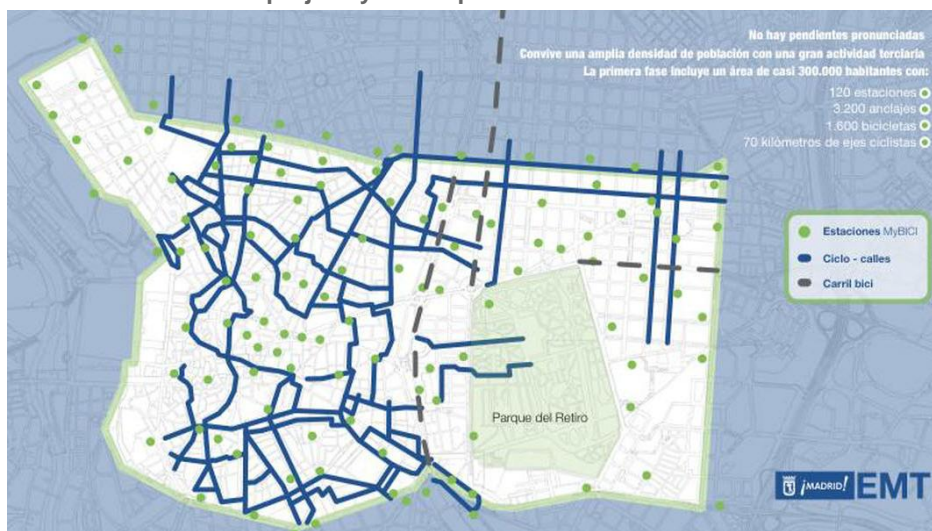 No hay pendientes pronunciadas
Convive una amplia densidad de población con una gran actividad terciaria
La primera fase incluye un área de casi 300.000 habitantes con:
120 estaciones
3.200 anclajes
1.600 bicicletas
70 kilómetros de ejes ciclistas
Estaciones MyBICI
Ciclo - calles
Carril bici
Parque del Retiro
¡MADRID! EMT